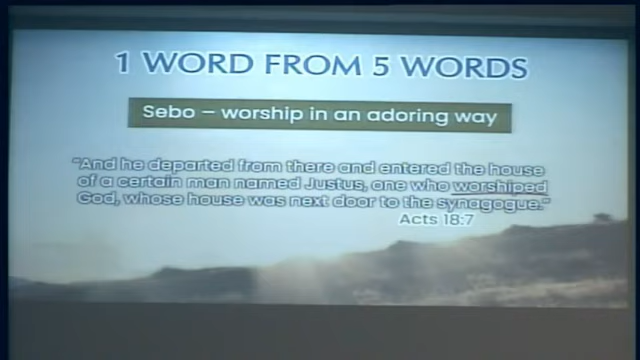 1 WORD FROM 5 WORDS
Sebo – worship in an adoring way
"And he departed from there and entered the house
of a certain man named Justus, one who worshiped
God, whose house was next door to the synagogue."
Acts 18:7